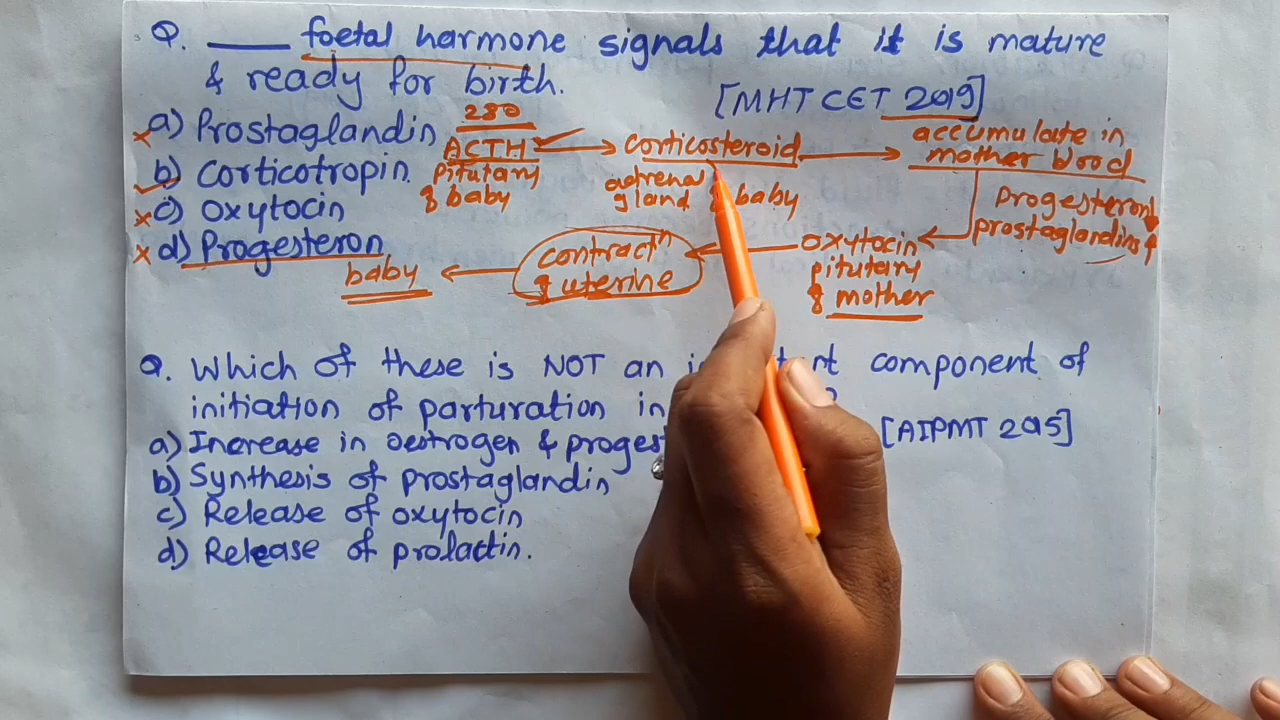 Q. ____ foetal harmone signals that it is mature
& ready for birth.
[MHT CET 2019]
a) Prostaglandin
b) Corticotropin
c) Oxytocin
d) Progesteron
280
ACTH → corticosteroid → accumulate in
mother blood
pitutary
& baby
adrenal
gland & baby
Progesteron↓
prostaglandins↑
oxytocin
pitutary
& mother
contractn
& uterine
baby
Q. Which of these is NOT an component of
initiation of parturation in ?
[AIPMT 2015]
a) Increase in oestrogen &
b) Synthesis of prostaglandin
c) Release of oxytocin
d) Release of prolactin.